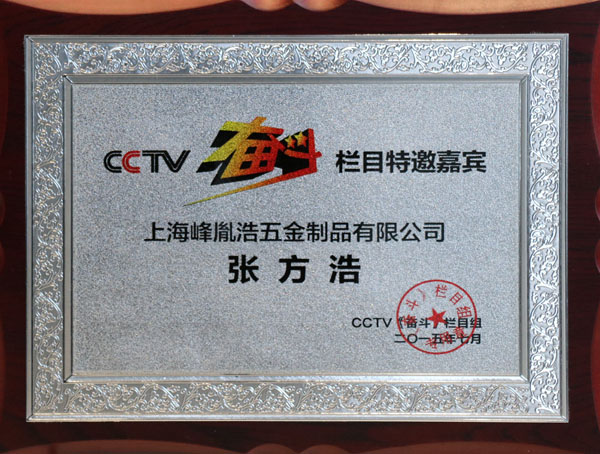 CCTV 奋斗 栏目特邀嘉宾
上海峰胤浩五金制品有限公司
张方浩
CCTV《奋斗》栏目组
二〇一五年七月